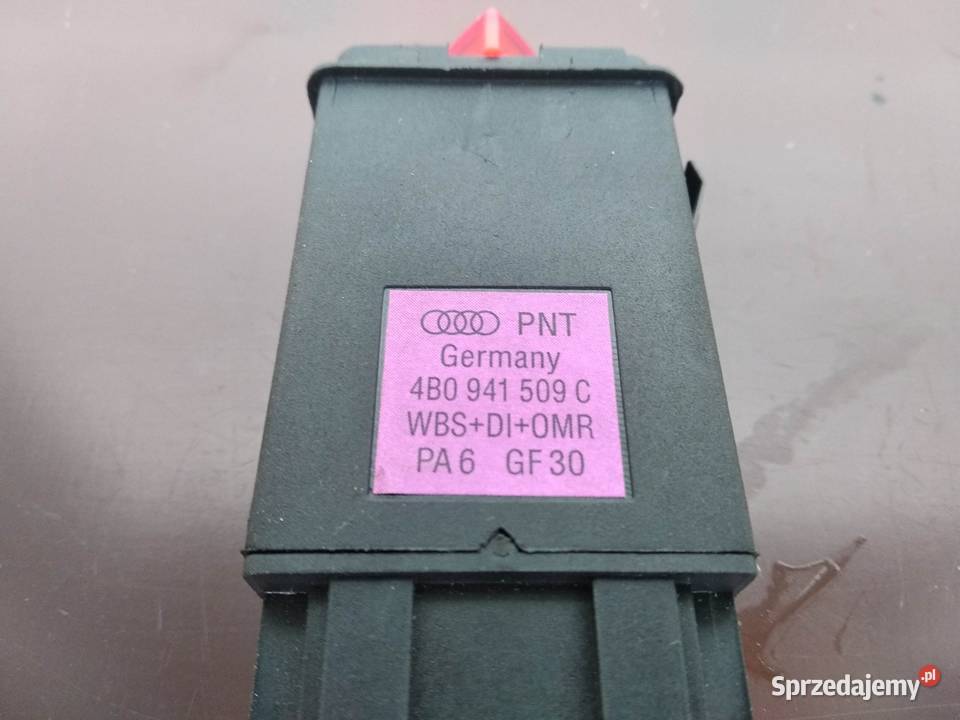 PNT
Germany
4B0 941 509 C
WBS+DI+OMR
PA 6 GF 30
Sprzedajemy.pl